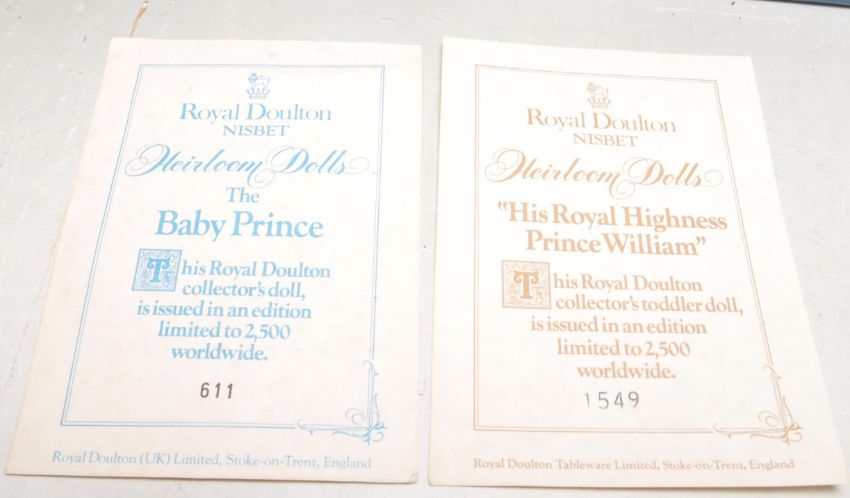 Royal Doulton
NISBET
Heirloom Dolls
The
Baby Prince
This Royal Doulton
collector's doll,
is issued in an edition
limited to 2,500
worldwide.
611
Royal Doulton (UK) Limited, Stoke-on-Trent, England
Royal Doulton
NISBET
Heirloom Dolls
"His Royal Highness
Prince William"
This Royal Doulton
collector's toddler doll,
is issued in an edition
limited to 2,500
worldwide.
1549
Royal Doulton Tableware Limited, Stoke-on-Trent, England